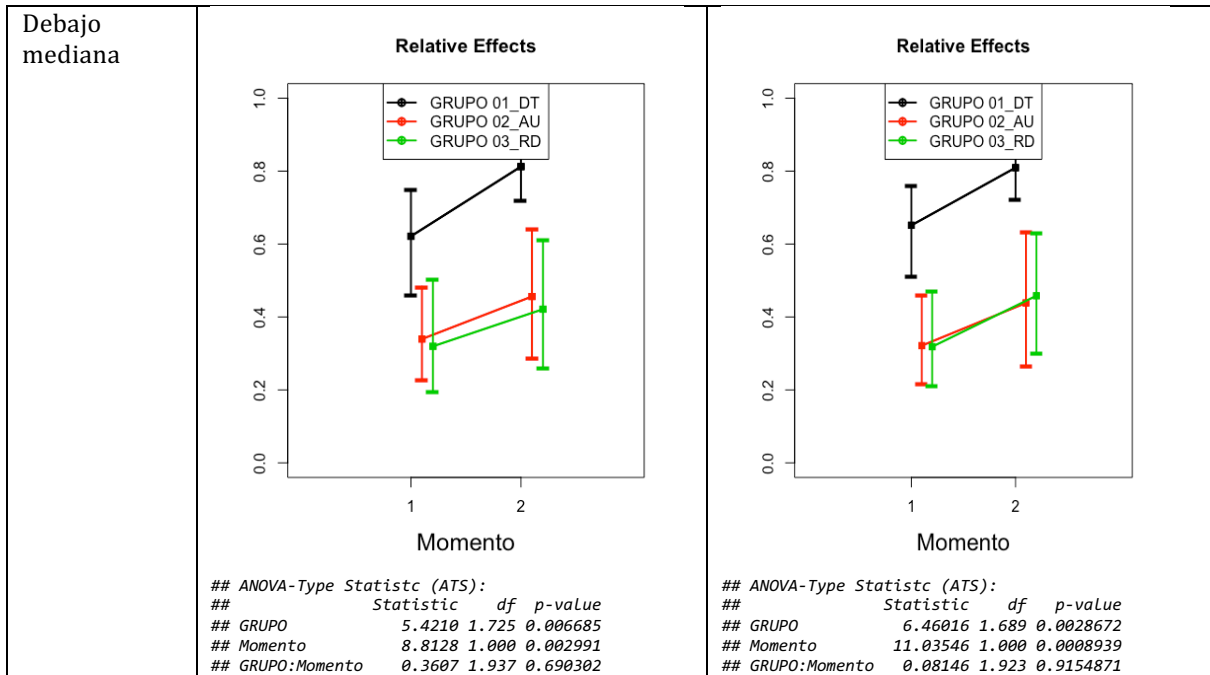 Debajo
mediana
Relative Effects
GRUPO 01_DT
GRUPO 02_AU
GRUPO 03_RD
1.0
0.8
0.6
0.4
0.2
0.0
1 2
Momento
## ANOVA-Type Statistc (ATS):
## Statistic df p-value
## GRUPO 5.4210 1.725 0.006685
## Momento 8.8128 1.000 0.002991
## GRUPO:Momento 0.3607 1.937 0.690302
Relative Effects
GRUPO 01_DT
GRUPO 02_AU
GRUPO 03_RD
1.0
0.8
0.6
0.4
0.2
0.0
1 2
Momento
## ANOVA-Type Statistc (ATS):
## Statistic df p-value
## GRUPO 6.46016 1.689 0.0028672
## Momento 11.03546 1.000 0.0008939
## GRUPO:Momento 0.08146 1.923 0.9154871